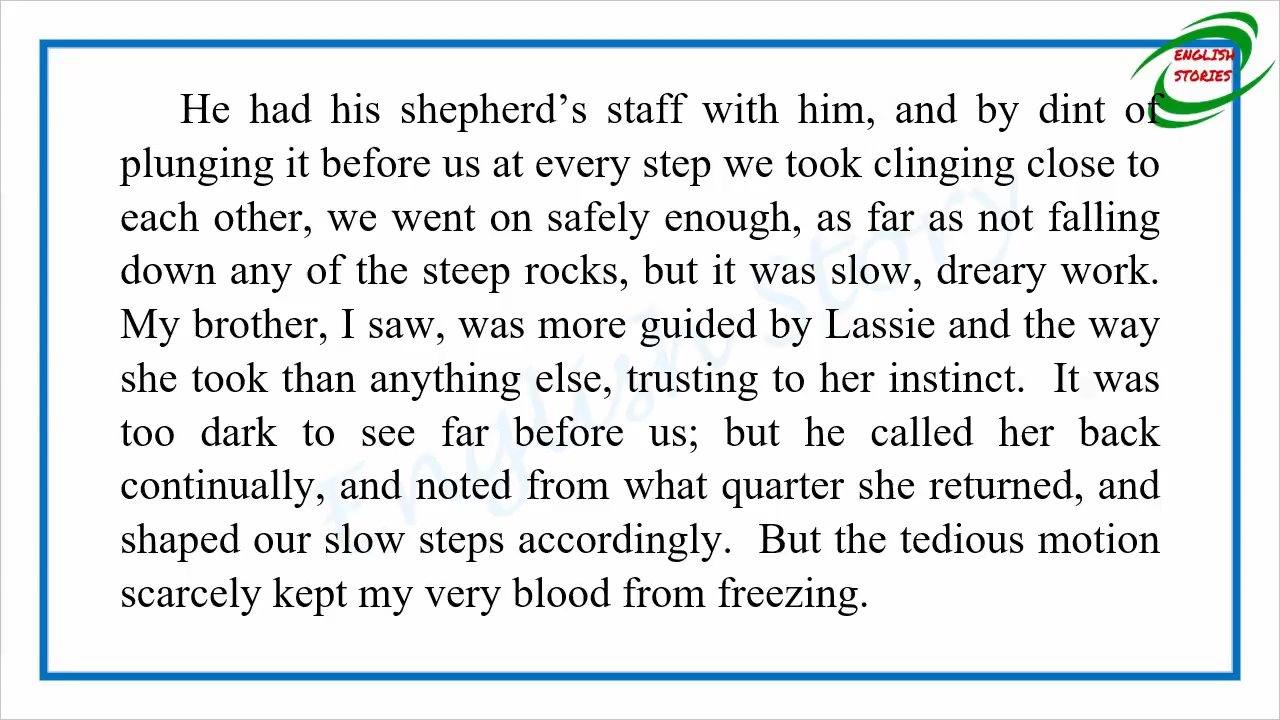 ENGLISH
STORIES
He had his shepherd’s staff with him, and by dint of
plunging it before us at every step we took clinging close to
each other, we went on safely enough, as far as not falling
down any of the steep rocks, but it was slow, dreary work.
My brother, I saw, was more guided by Lassie and the way
she took than anything else, trusting to her instinct.  It was
too dark to see far before us; but he called her back
continually, and noted from what quarter she returned, and
shaped our slow steps accordingly.  But the tedious motion
scarcely kept my very blood from freezing.
English Story